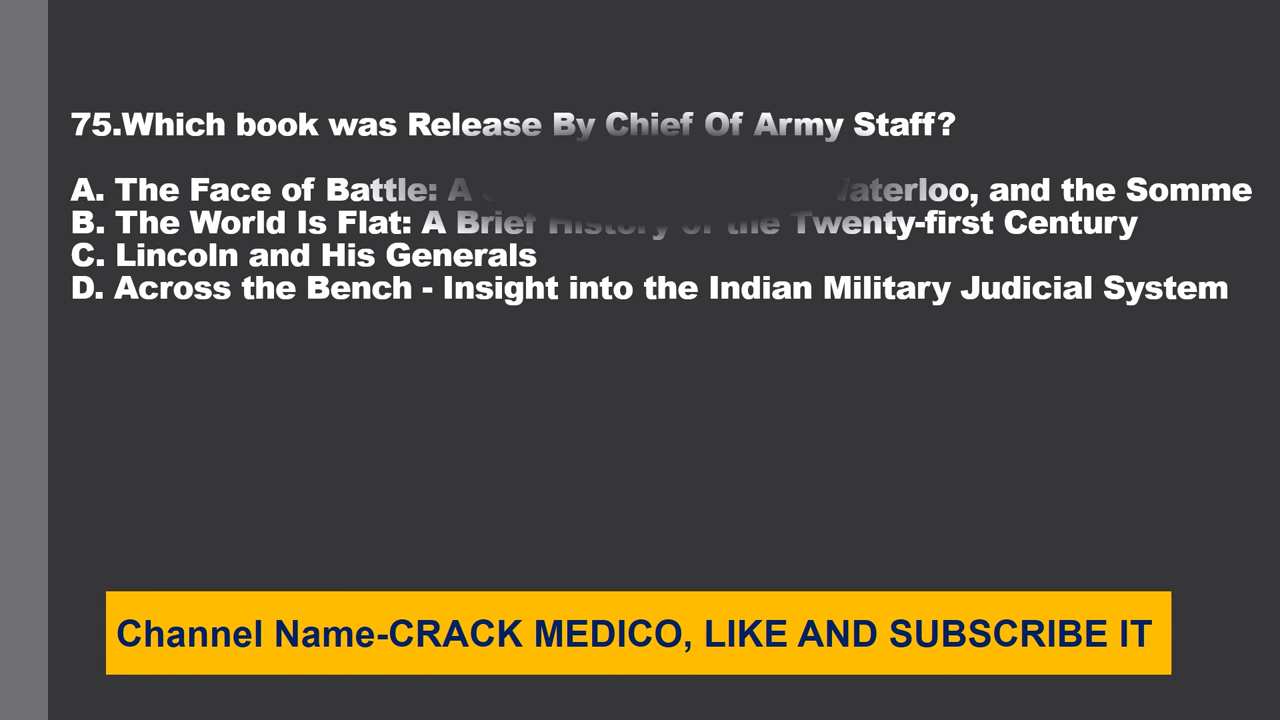 75.Which book was Release By Chief Of Army Staff?
A. The Face of Battle: A Waterloo, and the Somme
B. The World Is Flat: A Brief History of the Twenty-first Century
C. Lincoln and His Generals
D. Across the Bench - Insight into the Indian Military Judicial System
Channel Name-CRACK MEDICO, LIKE AND SUBSCRIBE IT